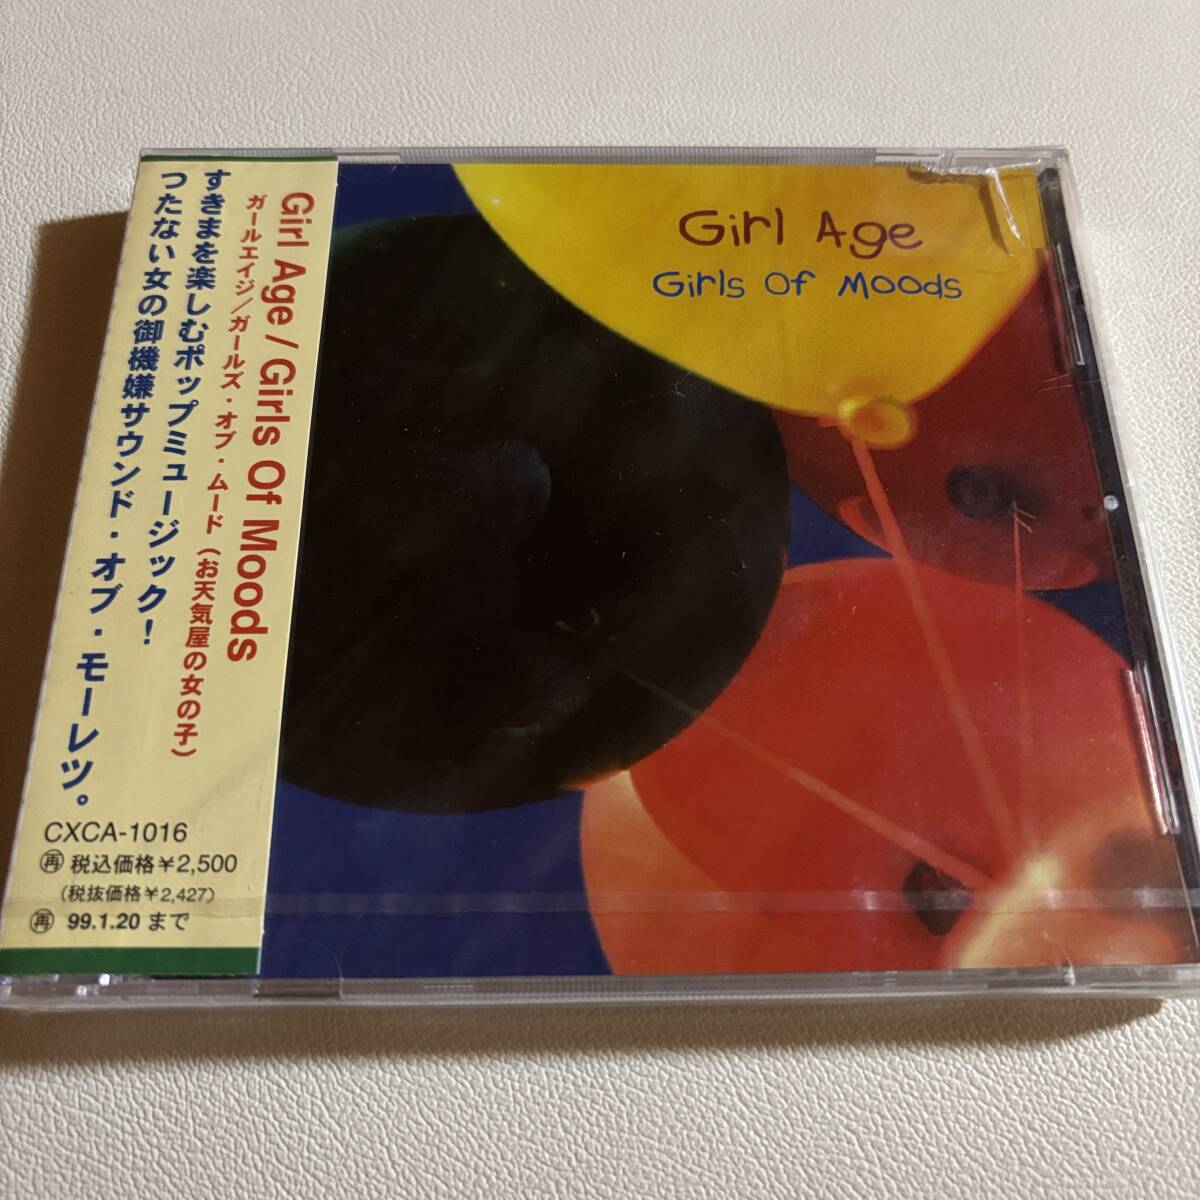 Girl Age / Girls Of Moods
ガールエイジ／ガールズ・オブ・ムード（お天気屋の女の子）
すきまを楽しむポップミュージック！
つたない女の御機嫌サウンド・オブ・モーレツ。
CXCA-1016
再 税込価格￥2,500
（税抜価格￥2,427）
再 99.1.20 まで
Girl Age
Girls Of Moods